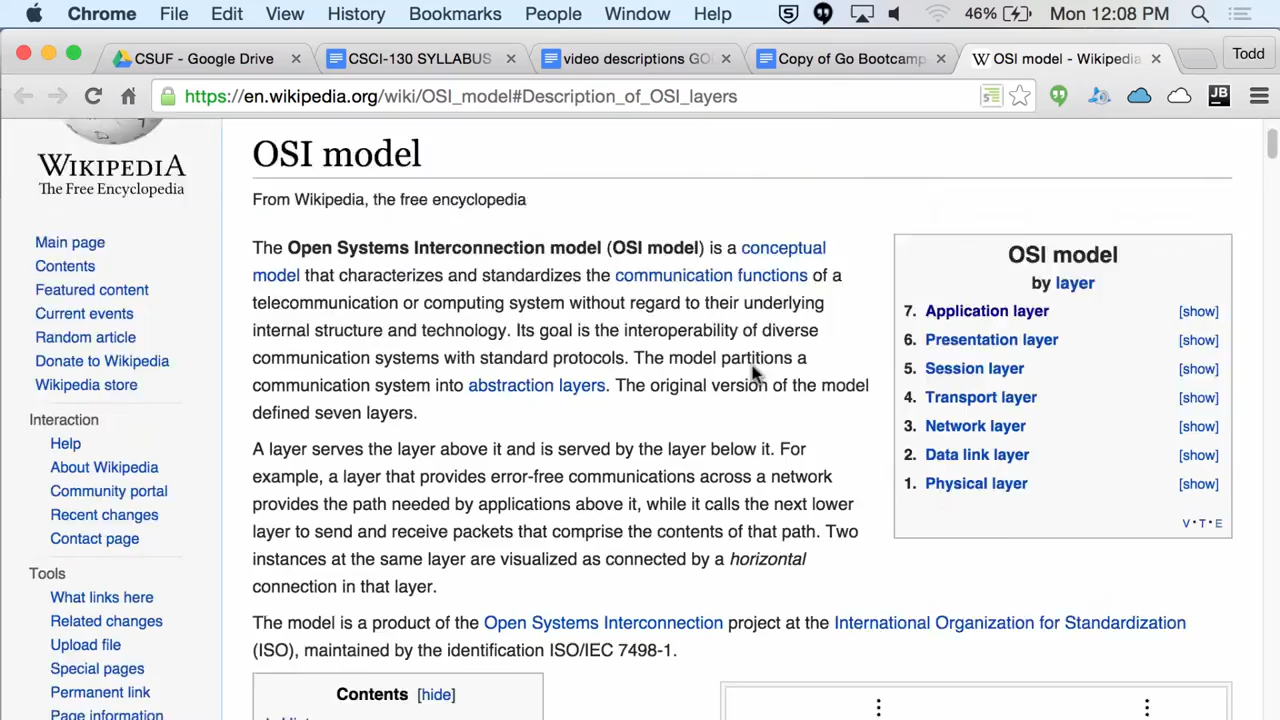 Chrome File Edit View History Bookmarks People Window Help 46% Mon 12:08 PM
CSUF - Google Drive CSCI-130 SYLLABUS video descriptions GO Copy of Go Bootcamp OSI model - Wikipedia Todd
https://en.wikipedia.org/wiki/OSI_model#Description_of_OSI_layers JB
WIKIPEDIA
The Free Encyclopedia
Main page
Contents
Featured content
Current events
Random article
Donate to Wikipedia
Wikipedia store
Interaction
Help
About Wikipedia
Community portal
Recent changes
Contact page
Tools
What links here
Related changes
Upload file
Special pages
Permanent link
Page information
OSI model
From Wikipedia, the free encyclopedia
The Open Systems Interconnection model (OSI model) is a conceptual
model that characterizes and standardizes the communication functions of a
telecommunication or computing system without regard to their underlying
internal structure and technology. Its goal is the interoperability of diverse
communication systems with standard protocols. The model partitions a
communication system into abstraction layers. The original version of the model
defined seven layers.
A layer serves the layer above it and is served by the layer below it. For
example, a layer that provides error-free communications across a network
provides the path needed by applications above it, while it calls the next lower
layer to send and receive packets that comprise the contents of that path. Two
instances at the same layer are visualized as connected by a horizontal
connection in that layer.
The model is a product of the Open Systems Interconnection project at the International Organization for Standardization
(ISO), maintained by the identification ISO/IEC 7498-1.
Contents [hide]
OSI model
by layer
7. Application layer [show]
6. Presentation layer [show]
5. Session layer [show]
4. Transport layer [show]
3. Network layer [show]
2. Data link layer [show]
1. Physical layer [show]
V · T · E